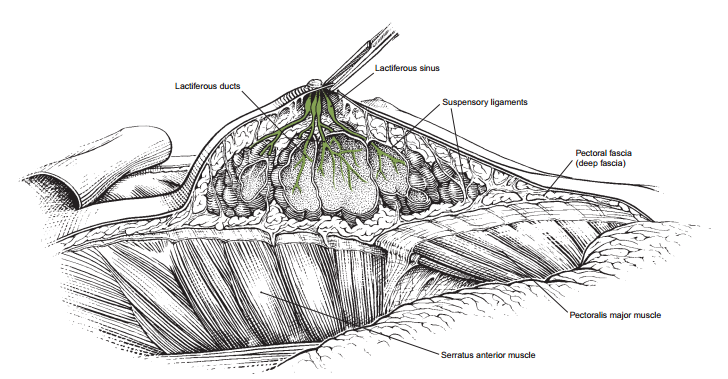 Lactiferous sinus
Lactiferous ducts
Suspensory ligaments
Pectoral fascia
(deep fascia)
Pectoralis major muscle
Serratus anterior muscle